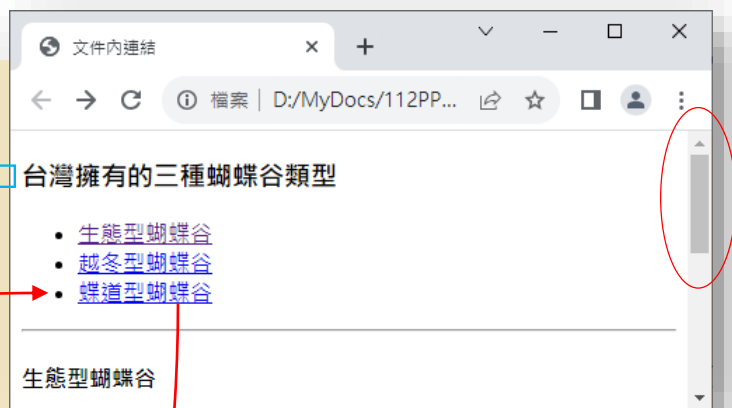 文件內連結
檔案 D:/MyDocs/112PP...
台灣擁有的三種蝴蝶谷類型
生態型蝴蝶谷
越冬型蝴蝶谷
蝶道型蝴蝶谷
生態型蝴蝶谷